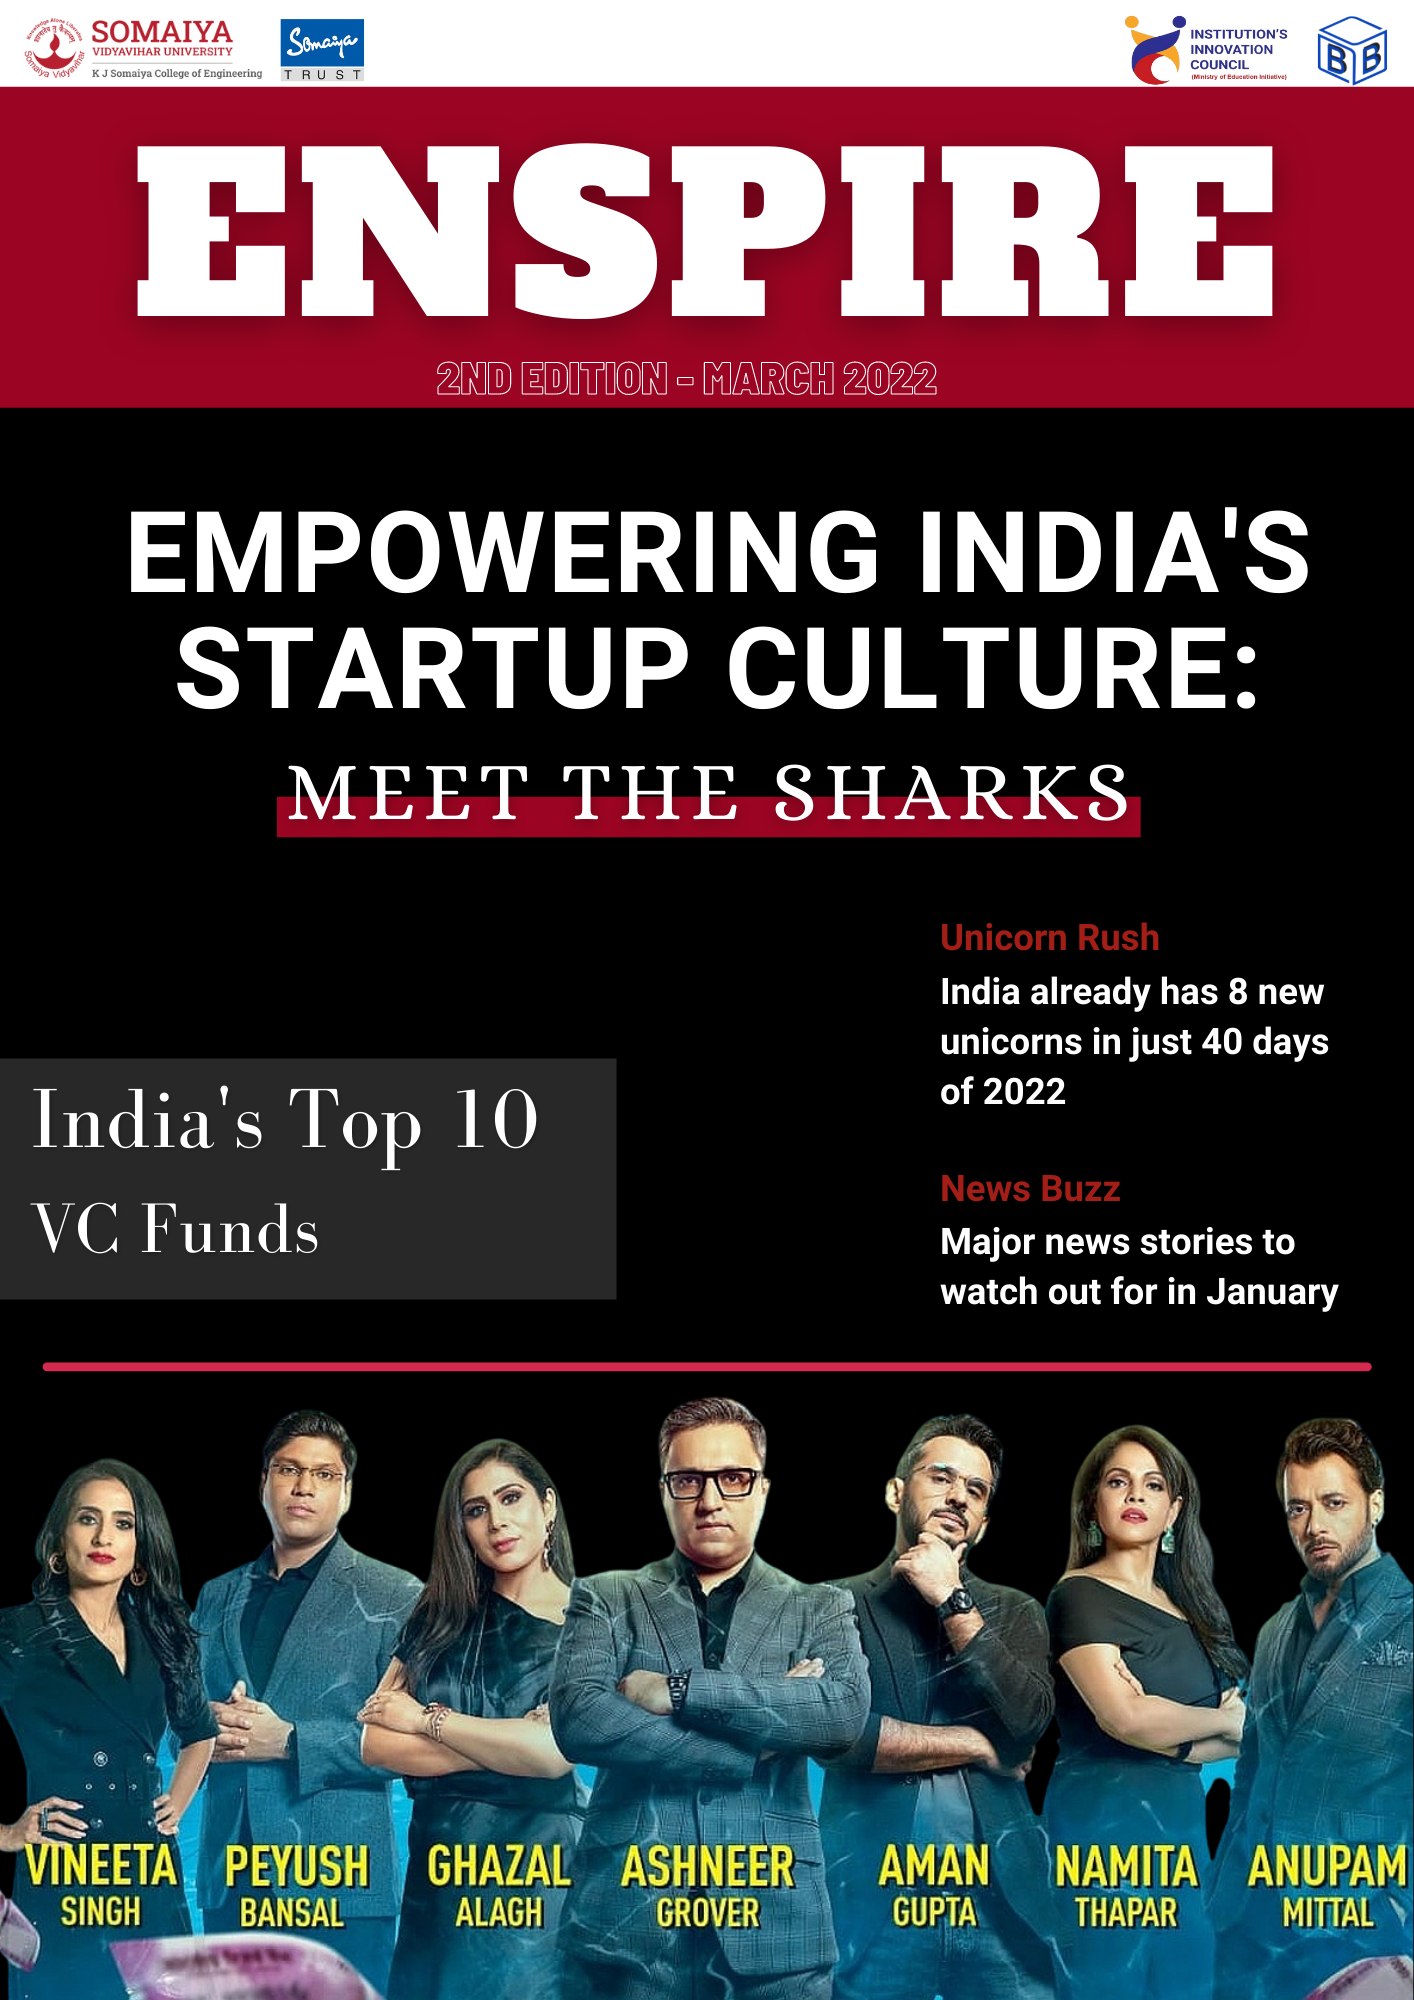 SOMAIYA
VIDYAVIHAR UNIVERSITY
K J Somaiya College of Engineering
Somaiya
TRUST
INSTITUTION'S
INNOVATION
COUNCIL
(Ministry of Education Initiative)
B B
ENSPIRE
2ND EDITION - MARCH 2022
EMPOWERING INDIA'S
STARTUP CULTURE:
MEET THE SHARKS
Unicorn Rush
India already has 8 new
unicorns in just 40 days
of 2022
India's Top 10
VC Funds
News Buzz
Major news stories to
watch out for in January
VINEETA
SINGH
PEYUSH
BANSAL
GHAZAL
ALAGH
ASHNEER
GROVER
AMAN
GUPTA
NAMITA
THAPAR
ANUPAM
MITTAL